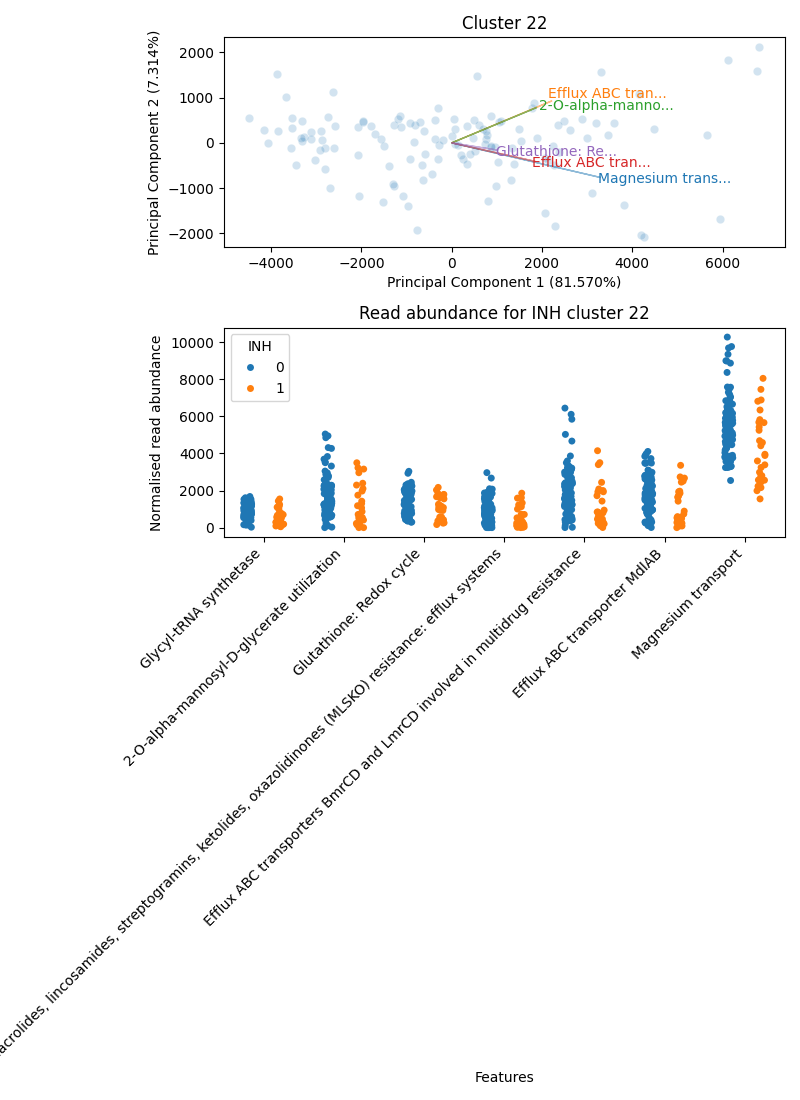 Cluster 22
Principal Component 2 (7.314%)
2000
1000
0
−1000
−2000
Efflux ABC tran...
2-O-alpha-manno...
Glutathione: Re...
Efflux ABC tran...
Magnesium trans...
−4000 −2000 0 2000 4000 6000
Principal Component 1 (81.570%)
Read abundance for INH cluster 22
Normalised read abundance
10000
8000
6000
4000
2000
0
INH
0
1
Glycyl-tRNA synthetase
2-O-alpha-mannosyl-D-glycerate utilization
Glutathione: Redox cycle
lincosamides, streptogramins, ketolides, oxazolidinones (MLSKO) resistance: efflux systems
Efflux ABC transporters BmrCD and LmrCD involved in multidrug resistance
Efflux ABC transporter MdlAB
Magnesium transport
Features